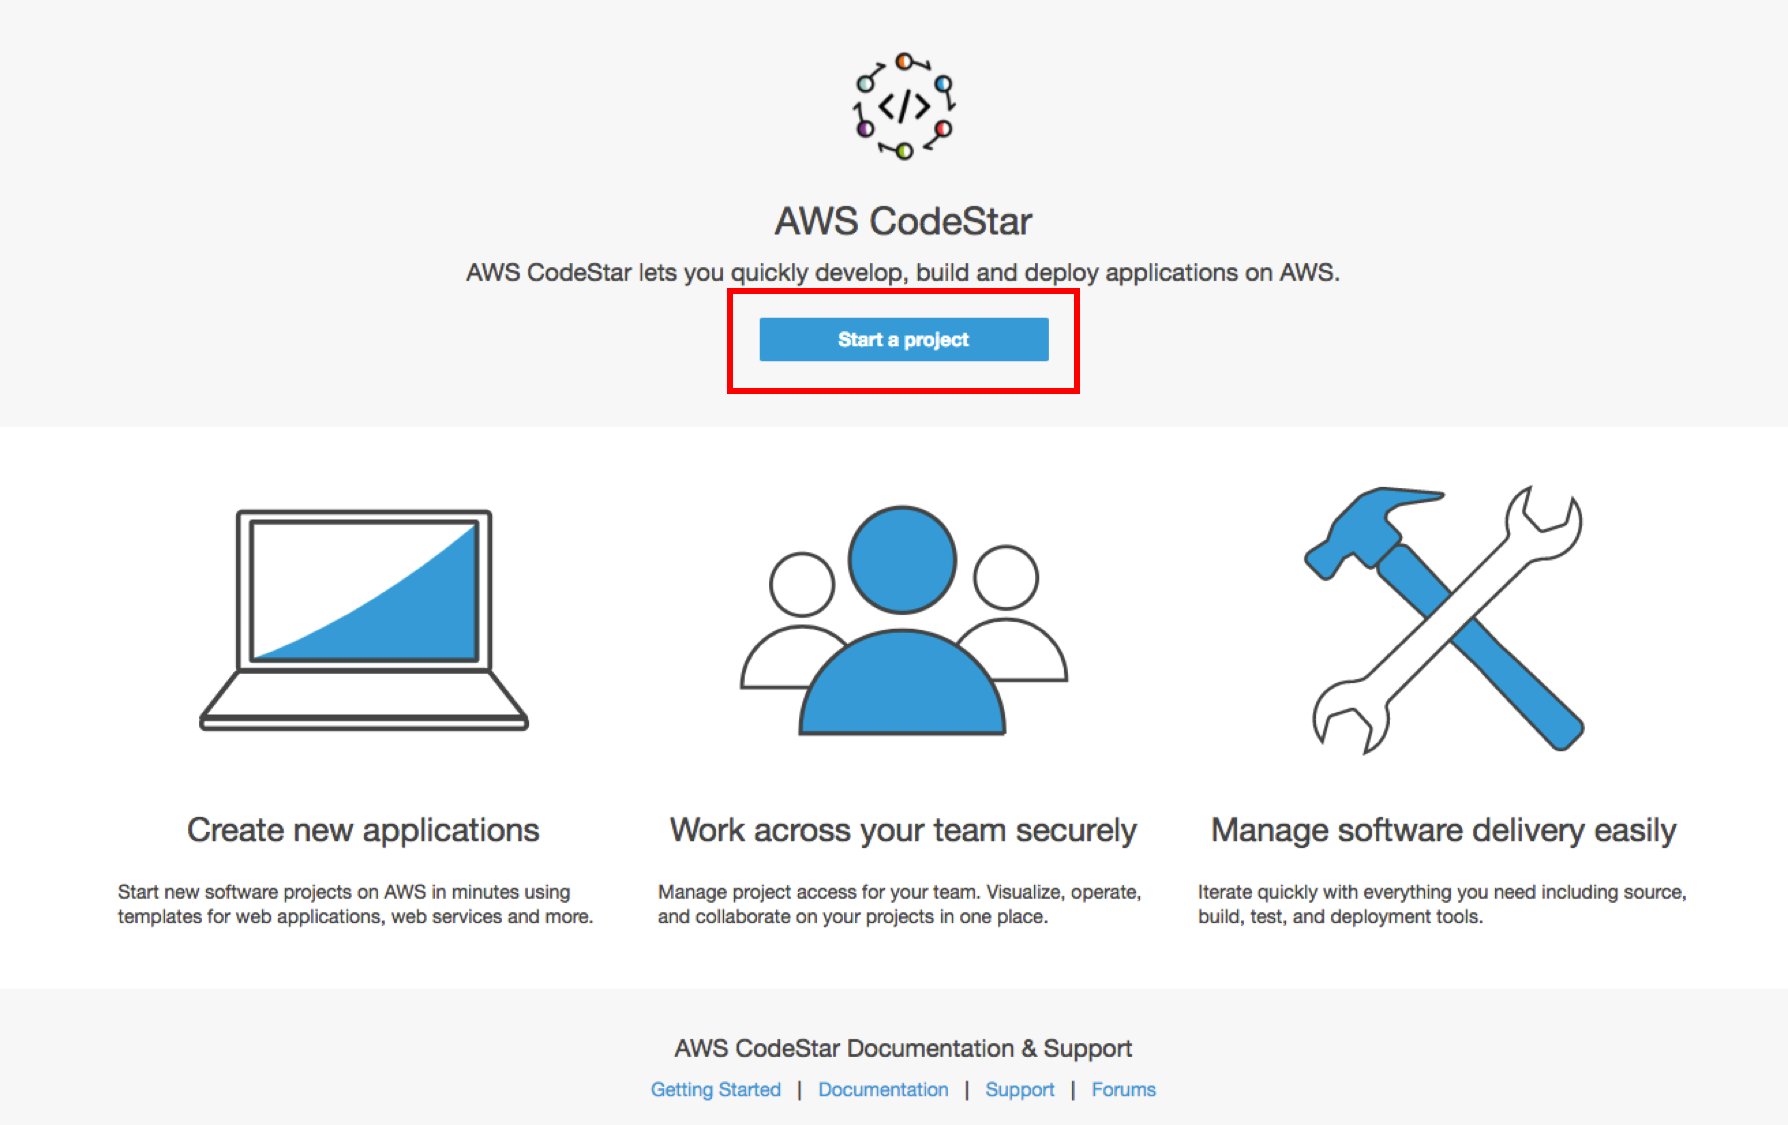 </>
AWS CodeStar
AWS CodeStar lets you quickly develop, build and deploy applications on AWS.
Start a project
Create new applications
Start new software projects on AWS in minutes using
templates for web applications, web services and more.
Work across your team securely
Manage project access for your team. Visualize, operate,
and collaborate on your projects in one place.
Manage software delivery easily
Iterate quickly with everything you need including source,
build, test, and deployment tools.
AWS CodeStar Documentation & Support
Getting Started | Documentation | Support | Forums